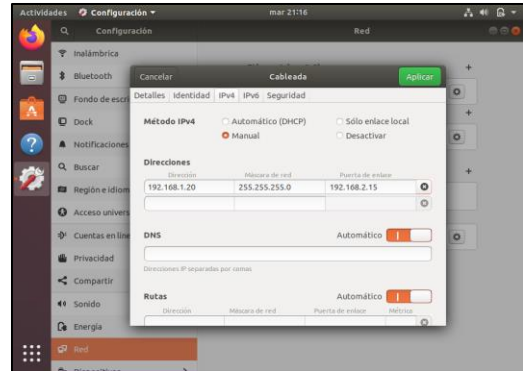 Actividades Configuración mar 21:16
Configuración Red
Inalámbrica
Bluetooth
Fondo de escri
Dock
Notificaciones
Buscar
Región e idiom
Acceso univers
Cuentas en líne
Privacidad
Compartir
Sonido
Energía
Red
Cancelar Cableada Aplicar
Detalles Identidad IPv4 IPv6 Seguridad
Método IPv4 Automático (DHCP) Sólo enlace local
Manual Desactivar
Direcciones
Dirección Máscara de red Puerta de enlace
192.168.1.20 255.255.255.0 192.168.2.15
DNS Automático
Direcciones IP separadas por comas
Rutas Automático
Dirección Máscara de red Puerta de enlace Métrica